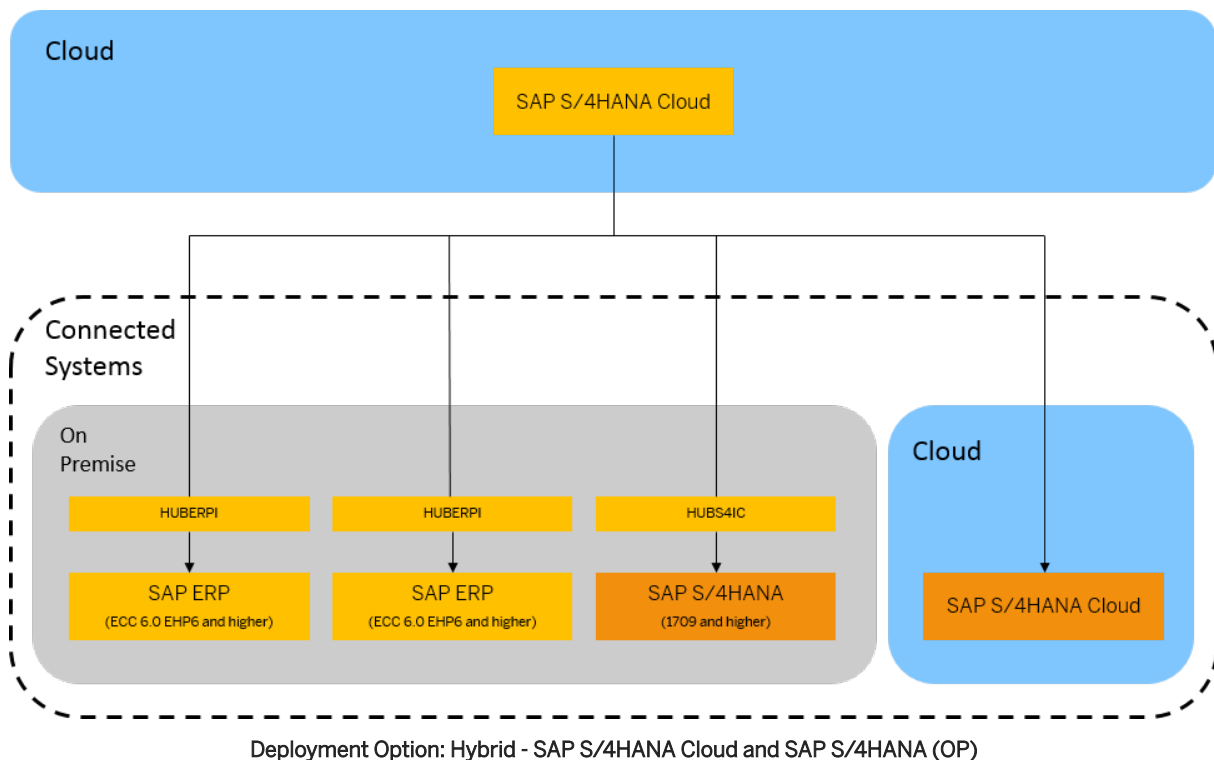 Cloud
SAP S/4HANA Cloud
Connected
Systems
On
Premise
HUBERPI
HUBERPI
HUBS4IC
SAP ERP
(ECC 6.0 EHP6 and higher)
SAP ERP
(ECC 6.0 EHP6 and higher)
SAP S/4HANA
(1709 and higher)
Cloud
SAP S/4HANA Cloud
Deployment Option: Hybrid - SAP S/4HANA Cloud and SAP S/4HANA (OP)